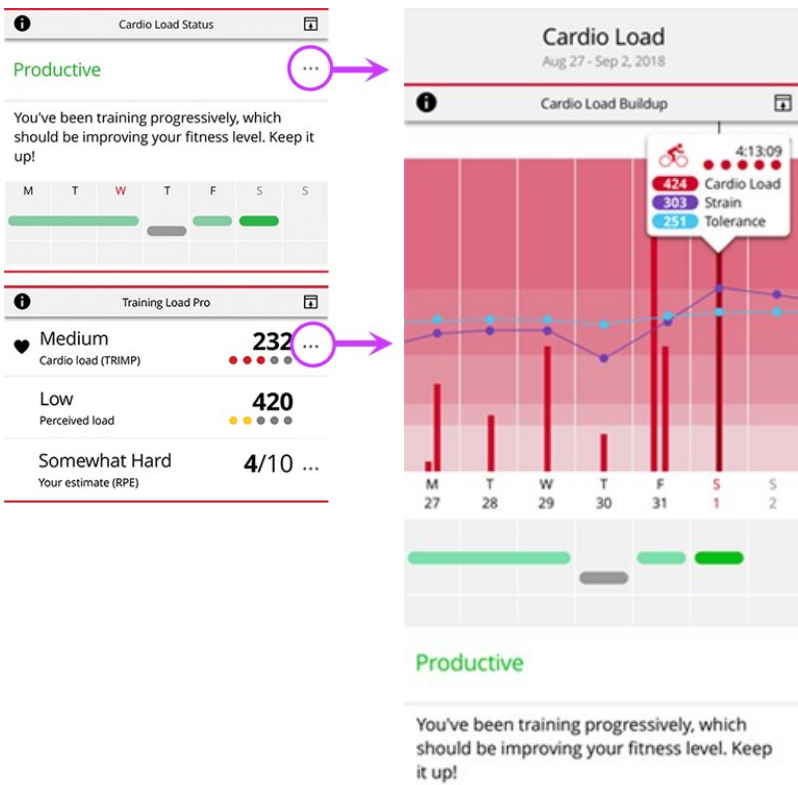 Cardio Load Status
Productive
You've been training progressively, which
should be improving your fitness level. Keep it
up!
M T W T F S S
Training Load Pro
Medium 232
Cardio load (TRIMP)
Low 420
Perceived load
Somewhat Hard 4/10
Your estimate (RPE)
Cardio Load
Aug 27 - Sep 2, 2018
Cardio Load Buildup
4:13:09
424 Cardio Load
303 Strain
251 Tolerance
M T W T F S S
27 28 29 30 31 1 2
Productive
You've been training progressively, which
should be improving your fitness level. Keep
it up!